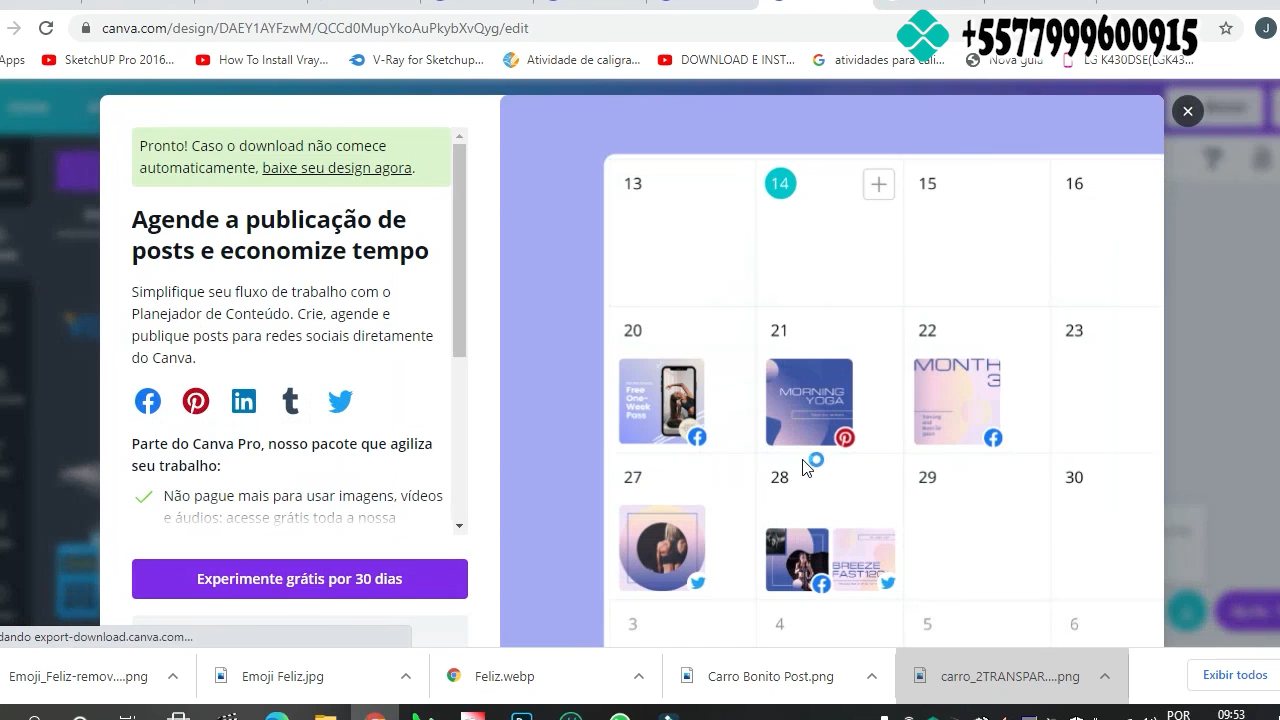 canva.com/design/DAEY1AYFzwM/QCCd0MupYkoAuPkybXvQyg/edit
+5577999600915
J
Apps
SketchUP Pro 2016...
How To Install Vray...
V-Ray for Sketchup...
Atividade de caligra...
DOWNLOAD E INST...
atividades para cali...
Nova guia
LG K430DSE(LGK43...
Pronto! Caso o download não comece
automaticamente, baixe seu design agora.
Agende a publicação de
posts e economize tempo
Simplifique seu fluxo de trabalho com o
Planejador de Conteúdo. Crie, agende e
publique posts para redes sociais diretamente
do Canva.
Parte do Canva Pro, nosso pacote que agiliza
seu trabalho:
Não pague mais para usar imagens, vídeos
e áudios: acesse grátis toda a nossa
Experimente grátis por 30 dias
13
14
15
16
20
21
22
23
Free
One-
Week
Pass
MORNING
YOGA
MONTH
3
27
28
29
30
BREEZE
FAST
3
4
5
6
dando export-download.canva.com...
Emoji_Feliz-remov....png
Emoji Feliz.jpg
Feliz.webp
Carro Bonito Post.png
carro_2TRANSPAR....png
Exibir todos
POR
09:53